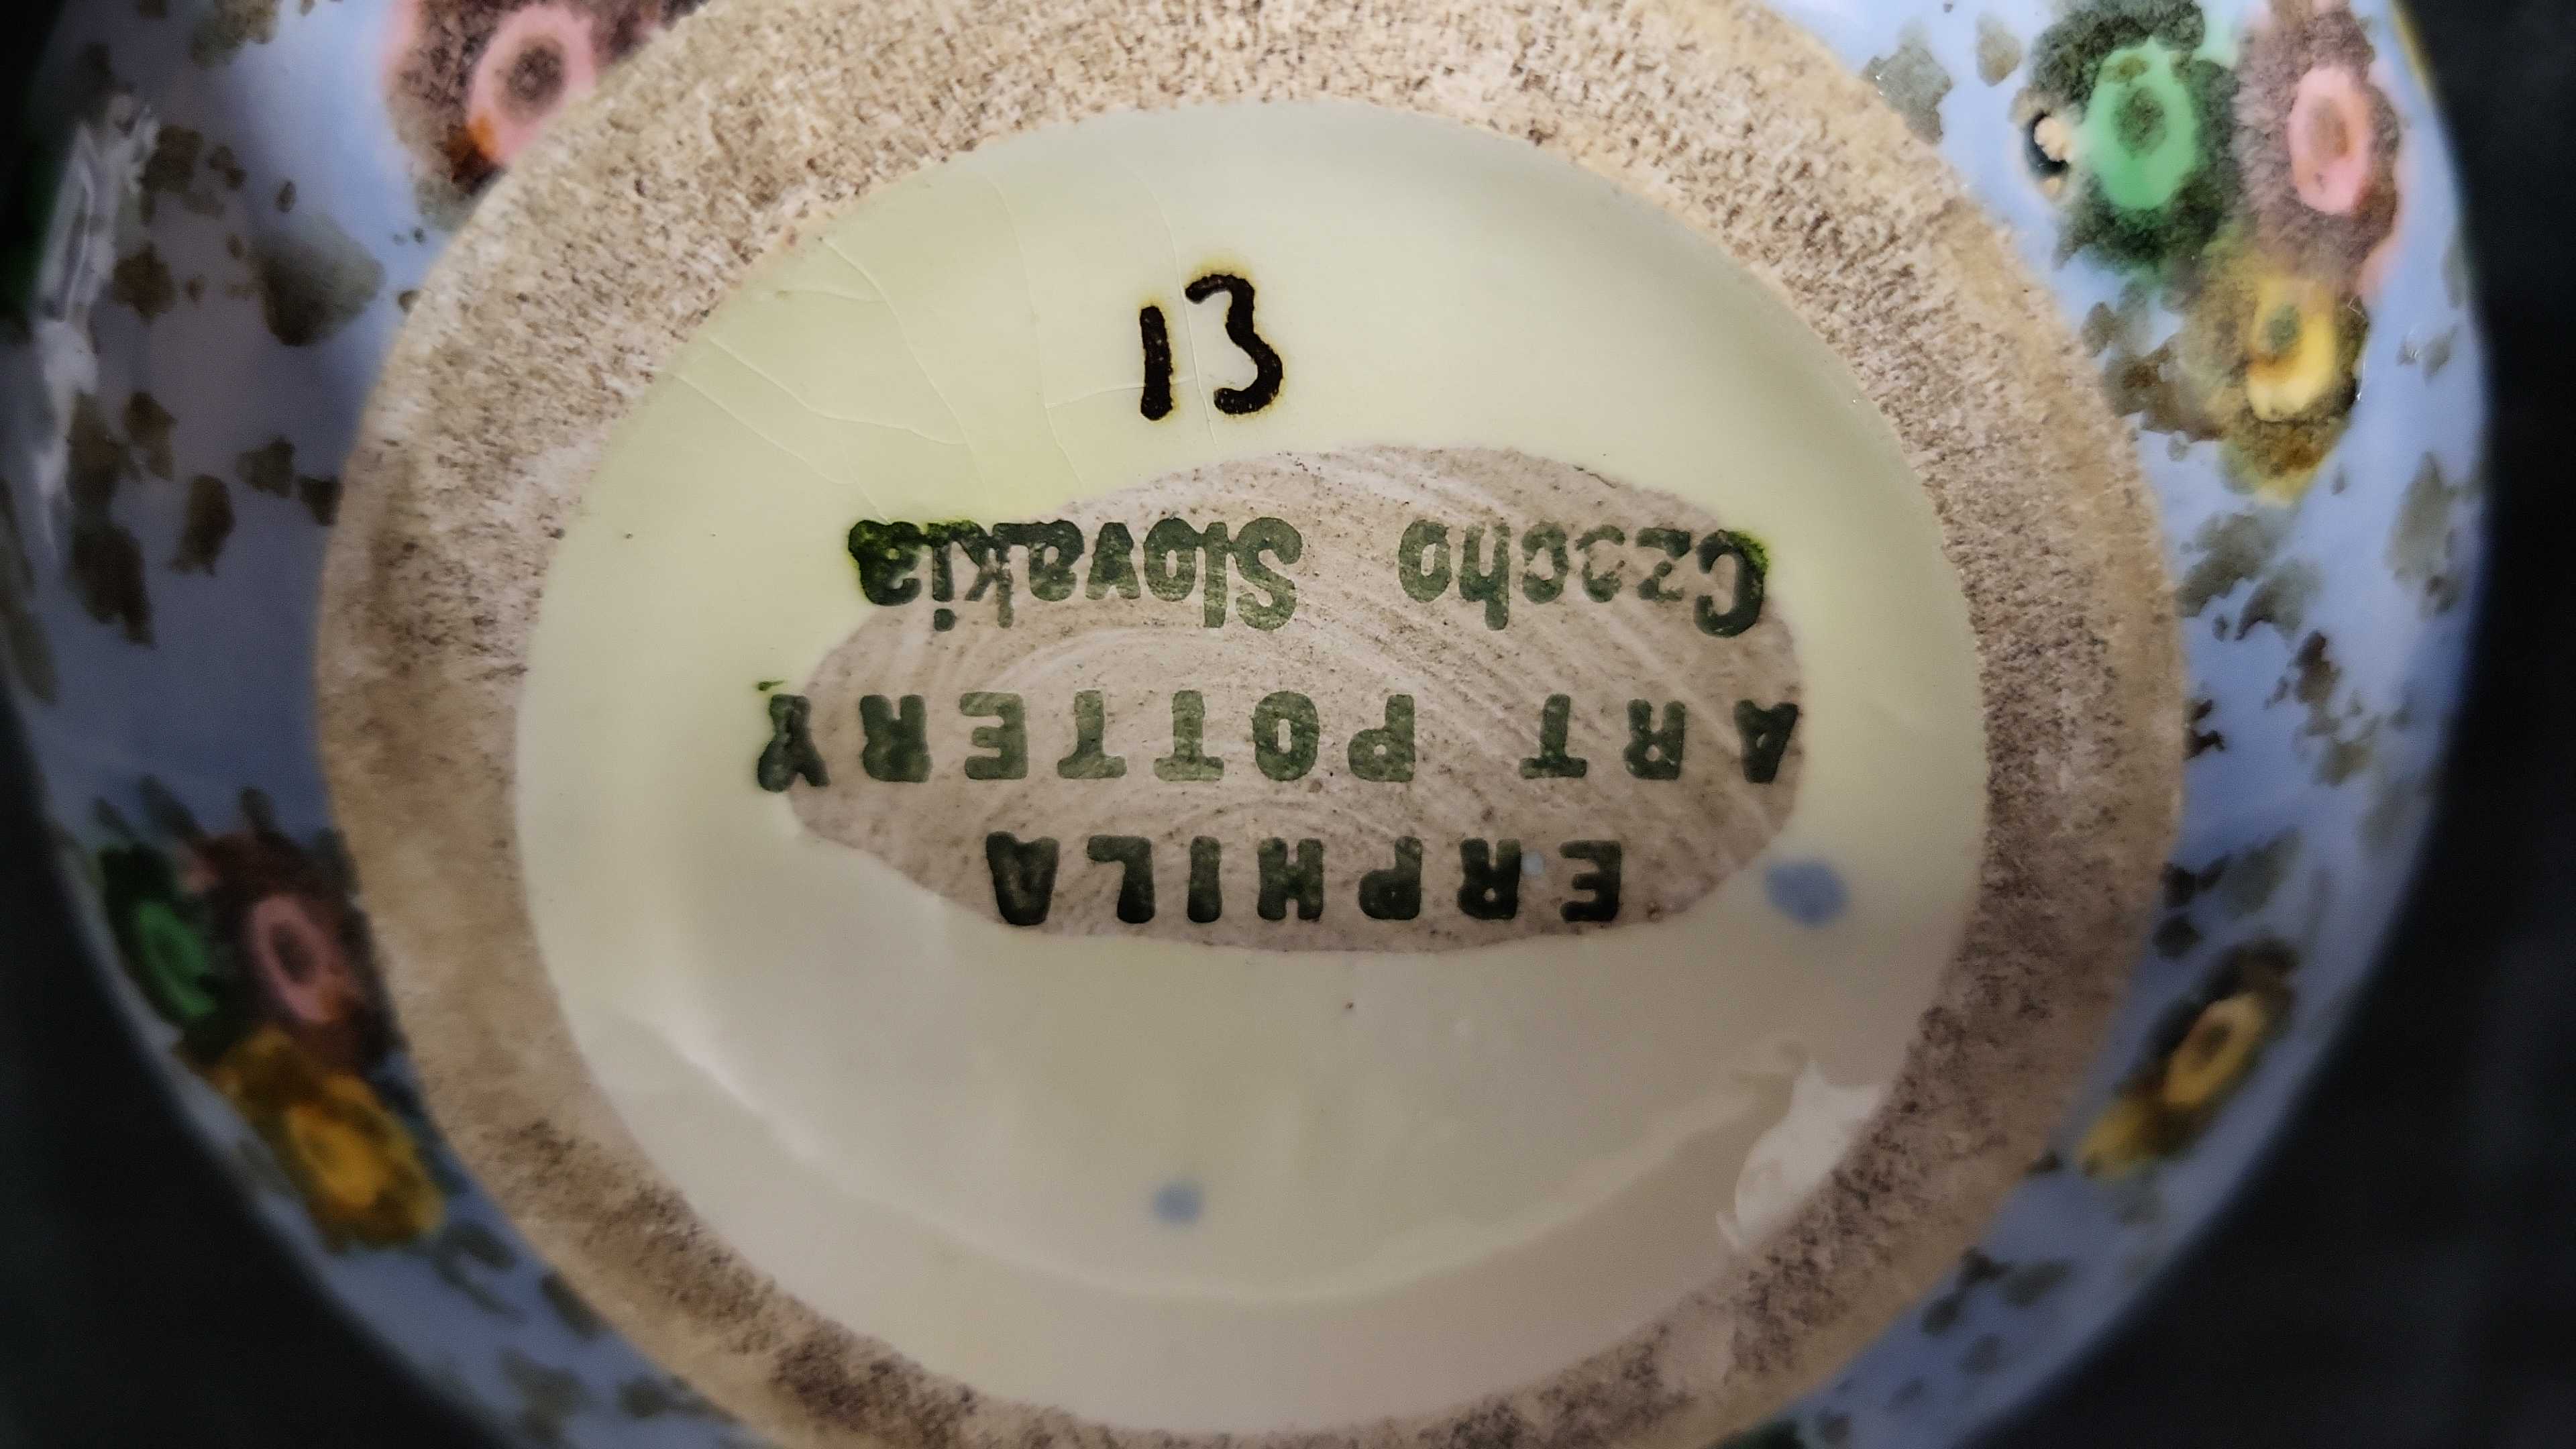 ERPHILA
ART POTTERY
Czecho Slovakia
13